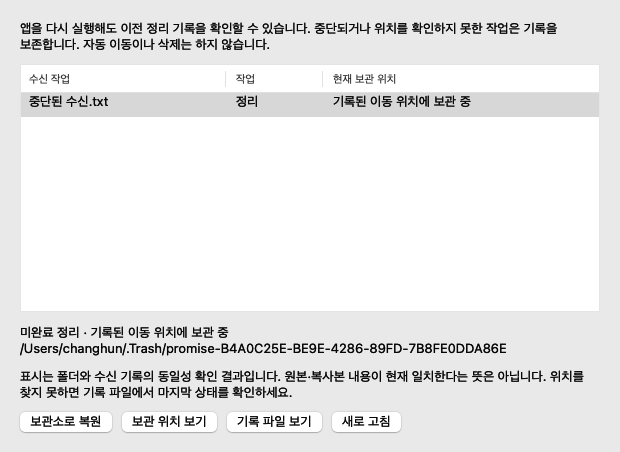 앱을 다시 실행해도 이전 정리 기록을 확인할 수 있습니다. 중단되거나 위치를 확인하지 못한 작업은 기록을
보존합니다. 자동 이동이나 삭제는 하지 않습니다.
수신 작업 작업 현재 보관 위치
중단된 수신.txt 정리 기록된 이동 위치에 보관 중
미완료 정리 · 기록된 이동 위치에 보관 중
/Users/changhun/.Trash/promise-B4A0C25E-BE9E-4286-89FD-7B8FE0DDA86E
표시는 폴더와 수신 기록의 동일성 확인 결과입니다. 원본·복사본 내용이 현재 일치한다는 뜻은 아닙니다. 위치를
찾지 못하면 기록 파일에서 마지막 상태를 확인하세요.
보관소로 복원 보관 위치 보기 기록 파일 보기 새로 고침